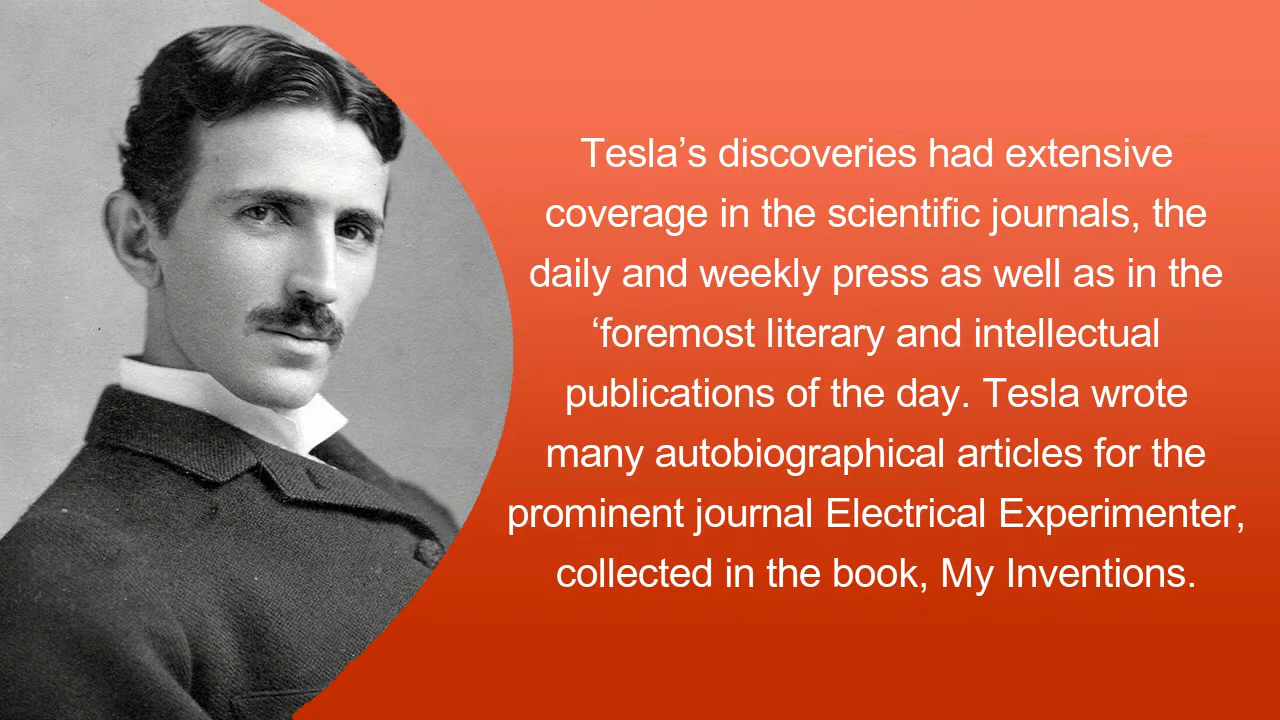 Tesla’s discoveries had extensive
coverage in the scientific journals, the
daily and weekly press as well as in the
‘foremost literary and intellectual
publications of the day. Tesla wrote
many autobiographical articles for the
prominent journal Electrical Experimenter,
collected in the book, My Inventions.